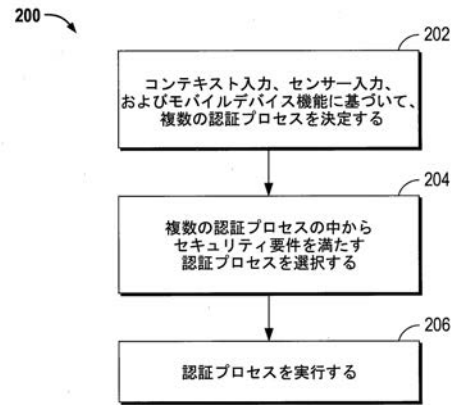 200
202
コンテキスト入力、センサー入力、
およびモバイルデバイス機能に基づいて、
複数の認証プロセスを決定する
204
複数の認証プロセスの中から
セキュリティ要件を満たす
認証プロセスを選択する
206
認証プロセスを実行する